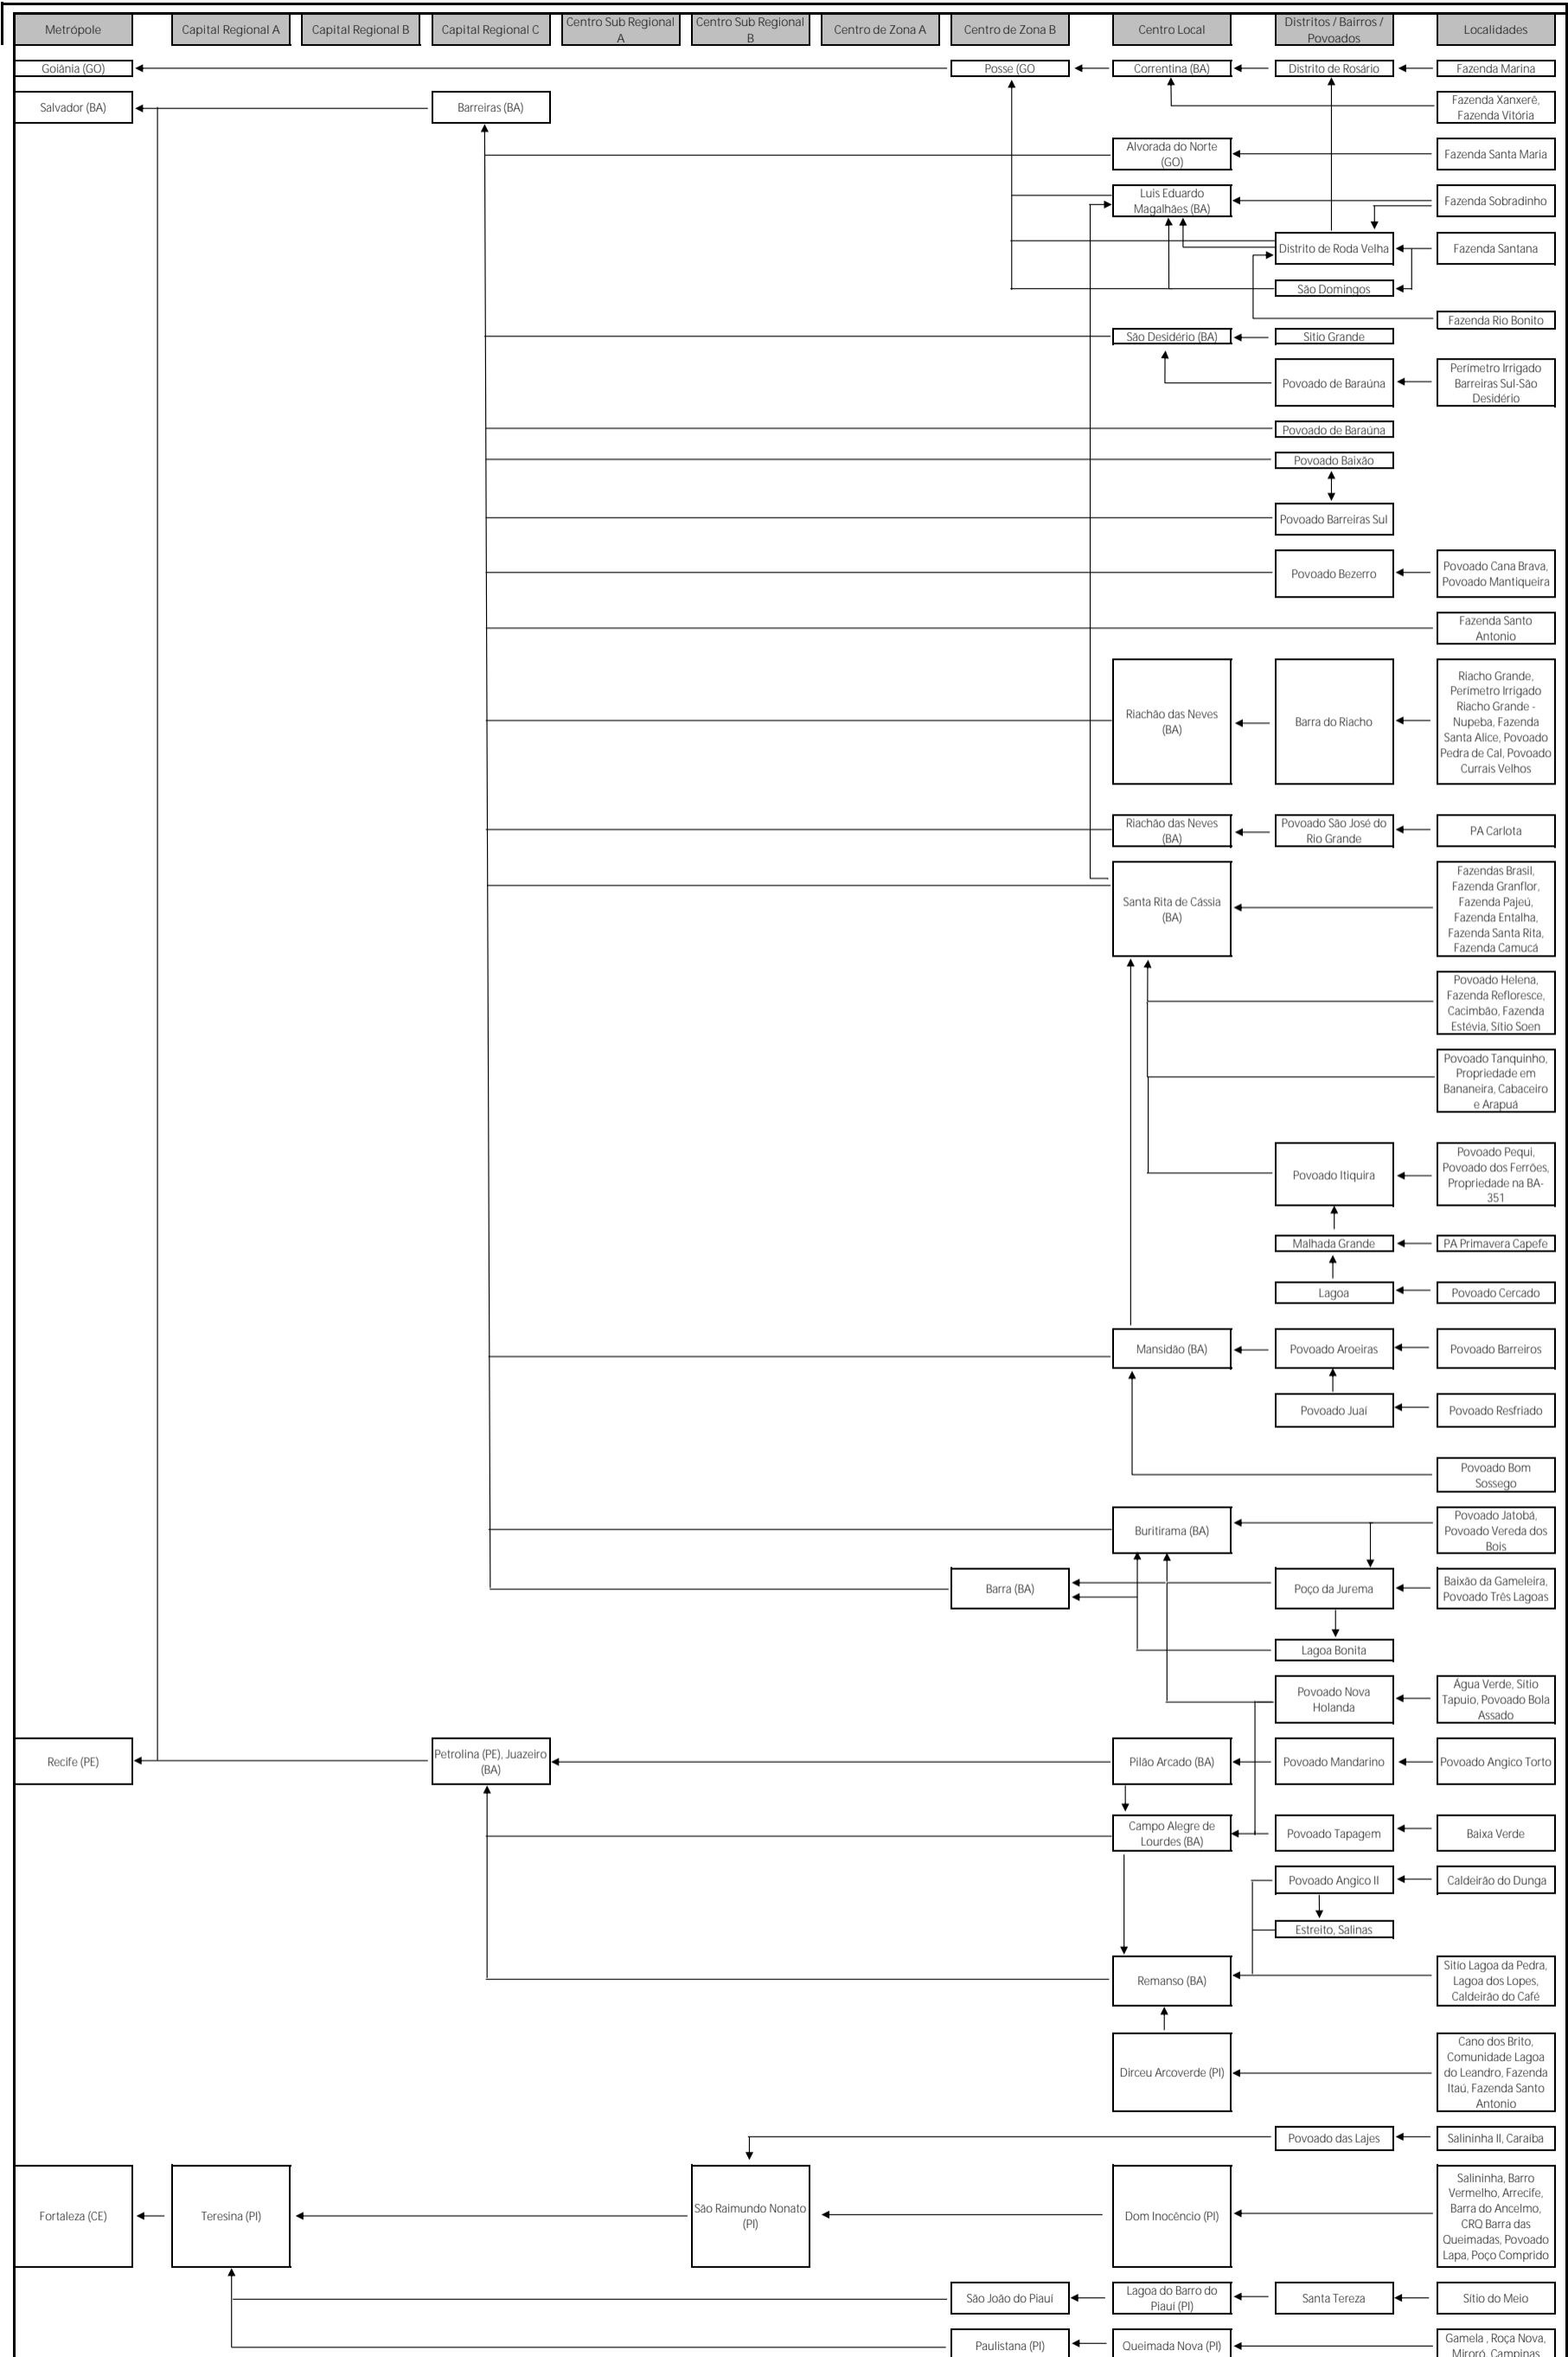 Metrópole
Capital Regional A
Capital Regional B
Capital Regional C
Centro Sub Regional
A
Centro Sub Regional
B
Centro de Zona A
Centro de Zona B
Centro Local
Distritos / Bairros /
Povoados
Localidades
Goiânia (GO)
Posse (GO
Correntina (BA)
Distrito de Rosário
Fazenda Marina
Salvador (BA)
Barreiras (BA)
Fazenda Xanxerê,
Fazenda Vitória
Alvorada do Norte
(GO)
Fazenda Santa Maria
Luis Eduardo
Magalhães (BA)
Fazenda Sobradinho
Distrito de Roda Velha
Fazenda Santana
São Domingos
Fazenda Rio Bonito
São Desidério (BA)
Sítio Grande
Povoado de Baraúna
Perímetro Irrigado
Barreiras Sul-São
Desidério
Povoado de Baraúna
Povoado Baixão
Povoado Barreiras Sul
Povoado Bezerro
Povoado Cana Brava,
Povoado Mantiqueira
Fazenda Santo
Antonio
Riachão das Neves
(BA)
Barra do Riacho
Riacho Grande,
Perímetro Irrigado
Riacho Grande -
Nupeba, Fazenda
Santa Alice, Povoado
Pedra de Cal, Povoado
Currais Velhos
Riachão das Neves
(BA)
Povoado São José do
Rio Grande
PA Carlota
Santa Rita de Cássia
(BA)
Fazendas Brasil,
Fazenda Granflor,
Fazenda Pajeú,
Fazenda Entalha,
Fazenda Santa Rita,
Fazenda Camucá
Povoado Helena,
Fazenda Refloresce,
Cacimbão, Fazenda
Estévia, Sítio Soen
Povoado Tanquinho,
Propriedade em
Bananeira, Cabaceiro
e Arapuá
Povoado Itiquira
Povoado Pequi,
Povoado dos Ferrões,
Propriedade na BA-
351
Malhada Grande
PA Primavera Capefe
Lagoa
Povoado Cercado
Mansidão (BA)
Povoado Aroeiras
Povoado Barreiros
Povoado Juaí
Povoado Resfriado
Povoado Bom
Sossego
Buritirama (BA)
Povoado Jatobá,
Povoado Vereda dos
Bois
Barra (BA)
Poço da Jurema
Baixão da Gameleira,
Povoado Três Lagoas
Lagoa Bonita
Povoado Nova
Holanda
Água Verde, Sítio
Tapuio, Povoado Bola
Assado
Recife (PE)
Petrolina (PE), Juazeiro
(BA)
Pilão Arcado (BA)
Povoado Mandarino
Povoado Angico Torto
Campo Alegre de
Lourdes (BA)
Povoado Tapagem
Baixa Verde
Povoado Angico II
Caldeirão do Dunga
Estreito, Salinas
Remanso (BA)
Sítio Lagoa da Pedra,
Lagoa dos Lopes,
Caldeirão do Café
Dirceu Arcoverde (PI)
Cano dos Brito,
Comunidade Lagoa
do Leandro, Fazenda
Itaú, Fazenda Santo
Antonio
Povoado das Lajes
Salininha II, Caraíba
Fortaleza (CE)
Teresina (PI)
São Raimundo Nonato
(PI)
Dom Inocêncio (PI)
Salininha, Barro
Vermelho, Arrecife,
Barra do Ancelmo,
CRQ Barra das
Queimadas, Povoado
Lapa, Poço Comprido
São João do Piauí
Lagoa do Barro do
Piauí (PI)
Santa Tereza
Sítio do Meio
Paulistana (PI)
Queimada Nova (PI)
Gamela , Roça Nova,
Miroró, Campinas